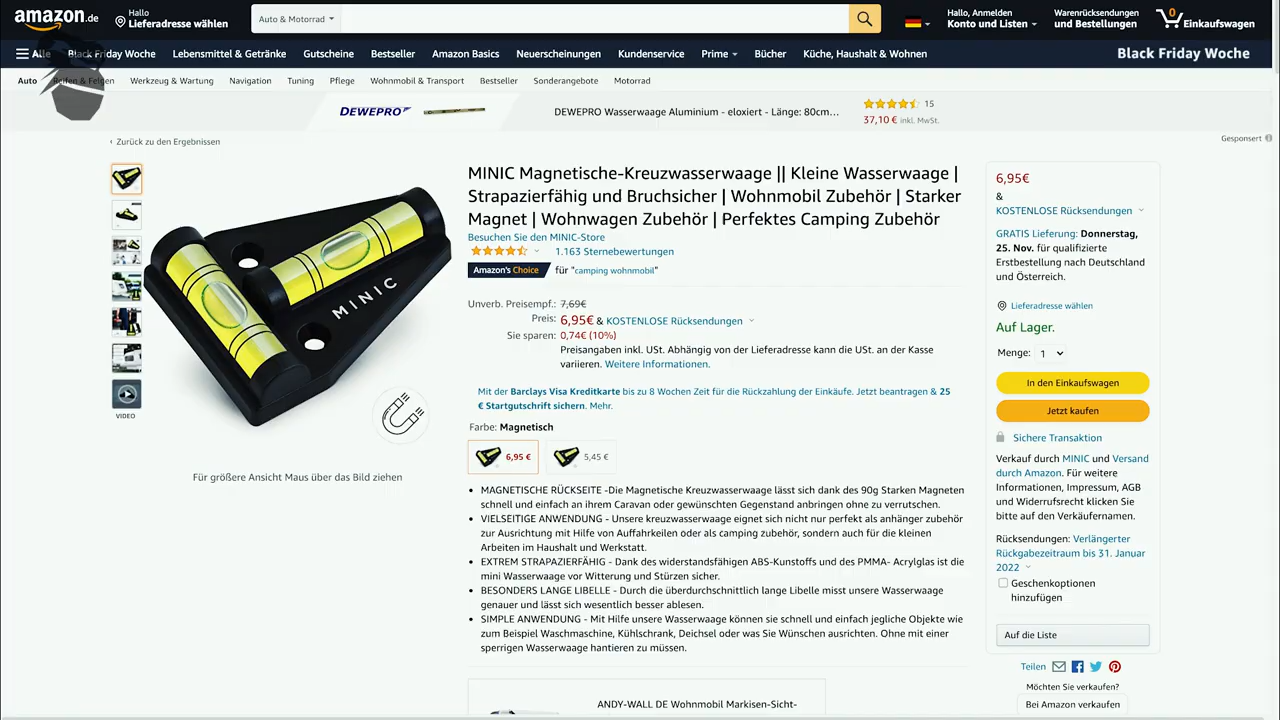 amazon.de
Hallo
Lieferadresse wählen
Auto & Motorrad
Hallo, Anmelden
Konto und Listen
Warenrücksendungen
und Bestellungen
0
Einkaufswagen
Alle
Black Friday Woche
Lebensmittel & Getränke
Gutscheine
Bestseller
Amazon Basics
Neuerscheinungen
Kundenservice
Prime
Bücher
Küche, Haushalt & Wohnen
Black Friday Woche
Auto
Reifen & Felgen
Werkzeug & Wartung
Navigation
Tuning
Pflege
Wohnmobil & Transport
Bestseller
Sonderangebote
Motorrad
DEWEPRO
DEWEPRO Wasserwaage Aluminium - eloxiert - Länge: 80cm...
15
37,10 € inkl. MwSt.
Gesponsert
‹ Zurück zu den Ergebnissen
MINIC
VIDEO
Für größere Ansicht Maus über das Bild ziehen
MINIC Magnetische-Kreuzwasserwaage || Kleine Wasserwaage |
Strapazierfähig und Bruchsicher | Wohnmobil Zubehör | Starker
Magnet | Wohnwagen Zubehör | Perfektes Camping Zubehör
Besuchen Sie den MINIC-Store
1.163 Sternebewertungen
Amazon's Choice für "camping wohnmobil"
Unverb. Preisempf.: 7,69€
Preis: 6,95€ & KOSTENLOSE Rücksendungen
Sie sparen: 0,74€ (10%)
Preisangaben inkl. USt. Abhängig von der Lieferadresse kann die USt. an der Kasse
variieren. Weitere Informationen.
Mit der Barclays Visa Kreditkarte bis zu 8 Wochen Zeit für die Rückzahlung der Einkäufe. Jetzt beantragen & 25
€ Startgutschrift sichern. Mehr.
Farbe: Magnetisch
6,95 €
5,45 €
• MAGNETISCHE RÜCKSEITE -Die Magnetische Kreuzwasserwaage lässt sich dank des 90g Starken Magneten
schnell und einfach an ihrem Caravan oder gewünschten Gegenstand anbringen ohne zu verrutschen.
• VIELSEITIGE ANWENDUNG - Unsere kreuzwasserwaage eignet sich nicht nur perfekt als anhänger zubehör
zur Ausrichtung mit Hilfe von Auffahrkeilen oder als camping zubehör, sondern auch für die kleinen
Arbeiten im Haushalt und Werkstatt.
• EXTREM STRAPAZIERFÄHIG - Dank des widerstandsfähigen ABS-Kunstoffs und des PMMA- Acrylglas ist die
mini Wasserwaage vor Witterung und Stürzen sicher.
• BESONDERS LANGE LIBELLE - Durch die überdurchschnittlich lange Libelle misst unsere Wasserwaage
genauer und lässt sich wesentlich besser ablesen.
• SIMPLE ANWENDUNG - Mit Hilfe unsere Wasserwaage können sie schnell und einfach jegliche Objekte wie
zum Beispiel Waschmaschine, Kühlschrank, Deichsel oder was Sie Wünschen ausrichten. Ohne mit einer
sperrigen Wasserwaage hantieren zu müssen.
ANDY-WALL DE Wohnmobil Markisen-Sicht-
6,95€
&
KOSTENLOSE Rücksendungen
GRATIS Lieferung: Donnerstag,
25. Nov. für qualifizierte
Erstbestellung nach Deutschland
und Österreich.
Lieferadresse wählen
Auf Lager.
Menge: 1
In den Einkaufswagen
Jetzt kaufen
Sichere Transaktion
Verkauf durch MINIC und Versand
durch Amazon. Für weitere
Informationen, Impressum, AGB
und Widerrufsrecht klicken Sie
bitte auf den Verkäufernamen.
Rücksendungen: Verlängerter
Rückgabezeitraum bis 31. Januar
2022
Geschenkoptionen
hinzufügen
Auf die Liste
Teilen
Möchten Sie verkaufen?
Bei Amazon verkaufen